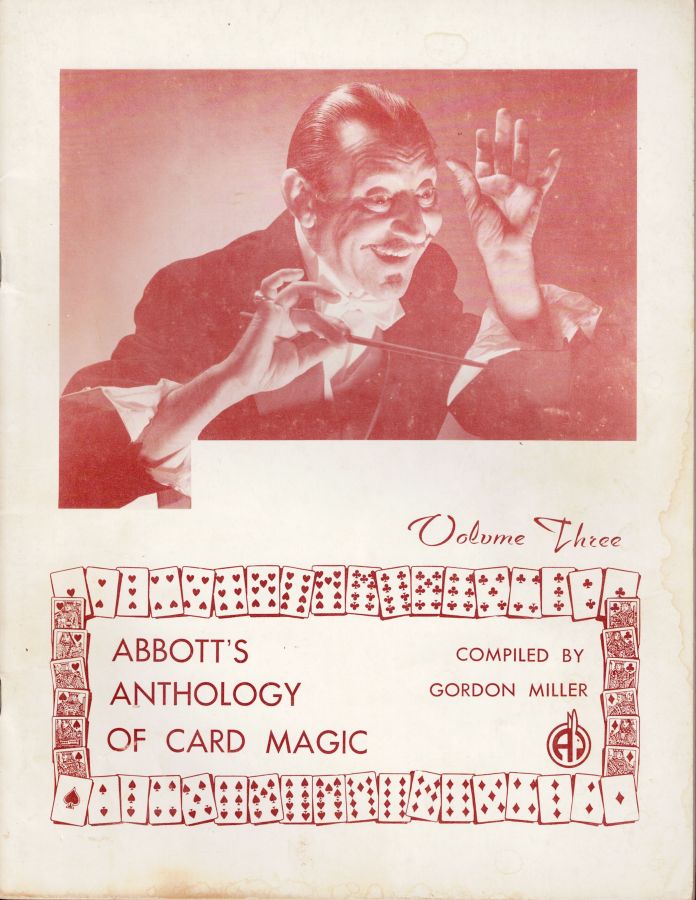 Volume Three
ABBOTT'S
ANTHOLOGY
OF CARD MAGIC
COMPILED BY
GORDON MILLER